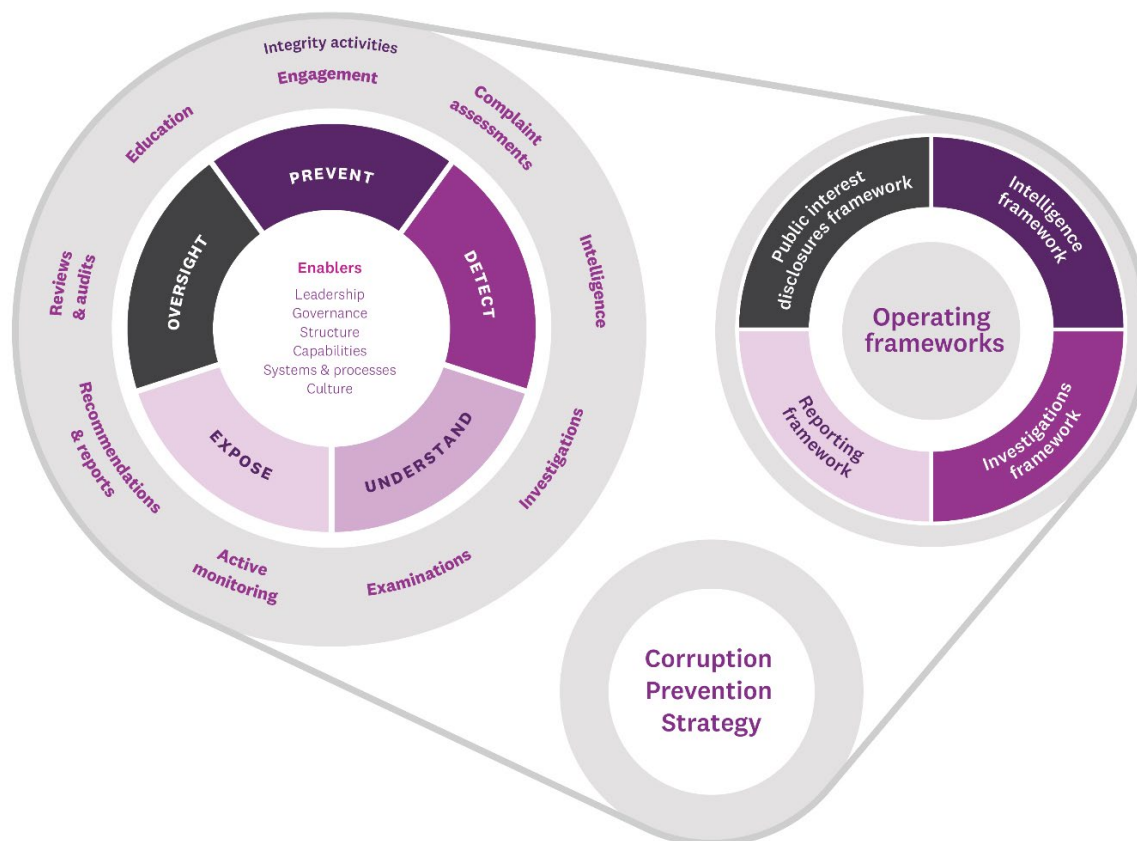 Integrity activities
Engagement
Complaint
assessments
Intelligence
Investigations
Examinations
Active
monitoring
Recommendations
& reports
Reviews
& audits
Education
PREVENT
DETECT
UNDERSTAND
EXPOSE
OVERSIGHT
Enablers
Leadership
Governance
Structure
Capabilities
Systems & processes
Culture
Public interest
disclosures framework
Intelligence
framework
Investigations
framework
Reporting
framework
Operating
frameworks
Corruption
Prevention
Strategy